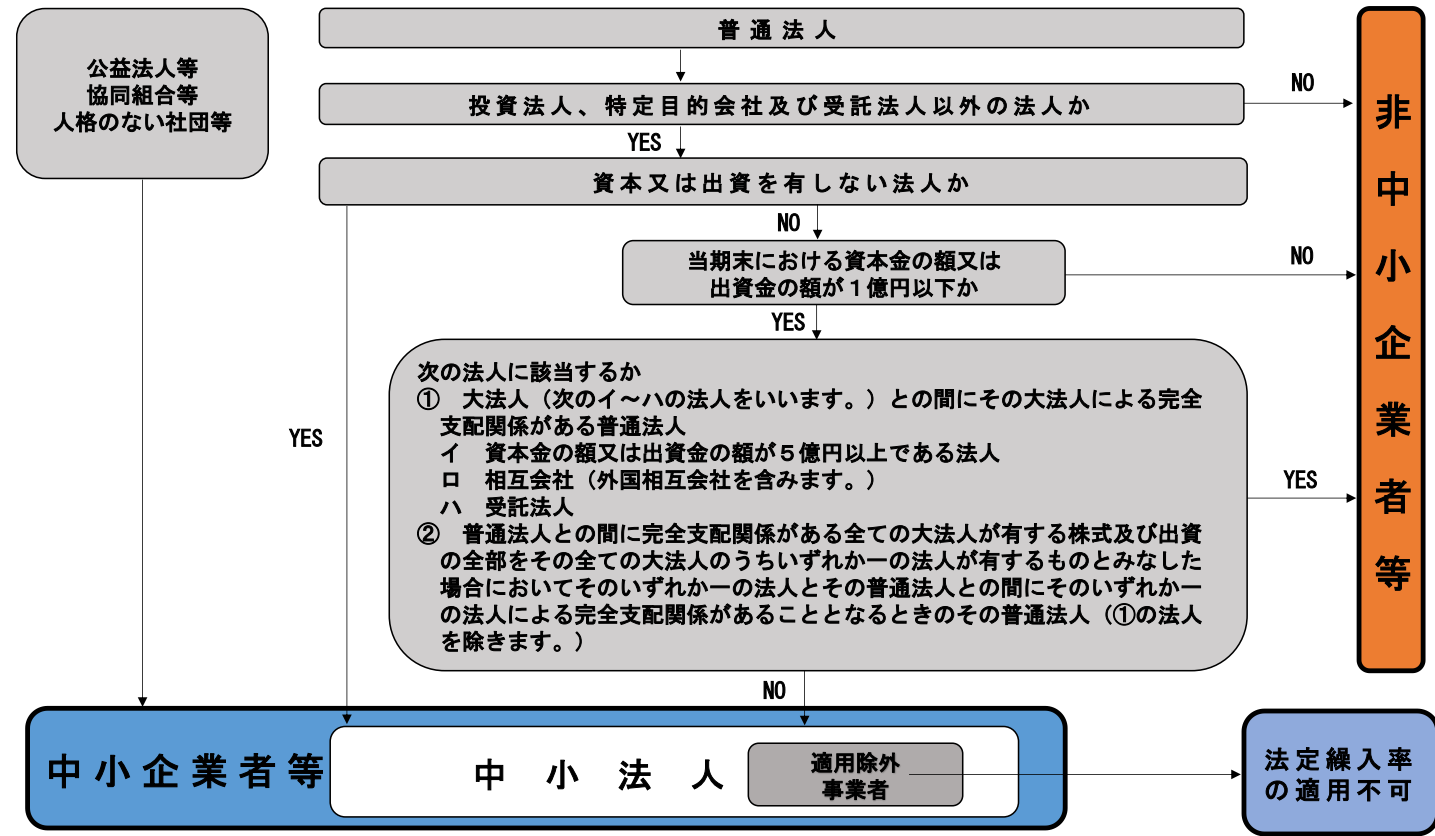 公益法人等
協同組合等
人格のない社団等
普通法人
投資法人、特定目的会社及び受託法人以外の法人か
NO
YES
資本又は出資を有しない法人か
NO
当期末における資本金の額又は
出資金の額が１億円以下か
NO
YES
次の法人に該当するか
①　大法人（次のイ～ハの法人をいいます。）との間にその大法人による完全
支配関係がある普通法人
イ　資本金の額又は出資金の額が５億円以上である法人
ロ　相互会社（外国相互会社を含みます。）
ハ　受託法人
②　普通法人との間に完全支配関係がある全ての大法人が有する株式及び出資
の全部をその全ての大法人のうちいずれか一の法人が有するものとみなした
場合においてそのいずれか一の法人とその普通法人との間にそのいずれか一
の法人による完全支配関係があることとなるときのその普通法人（①の法人
を除きます。）
YES
YES
NO
非中小企業者等
中小企業者等
中小法人
適用除外
事業者
法定繰入率
の適用不可